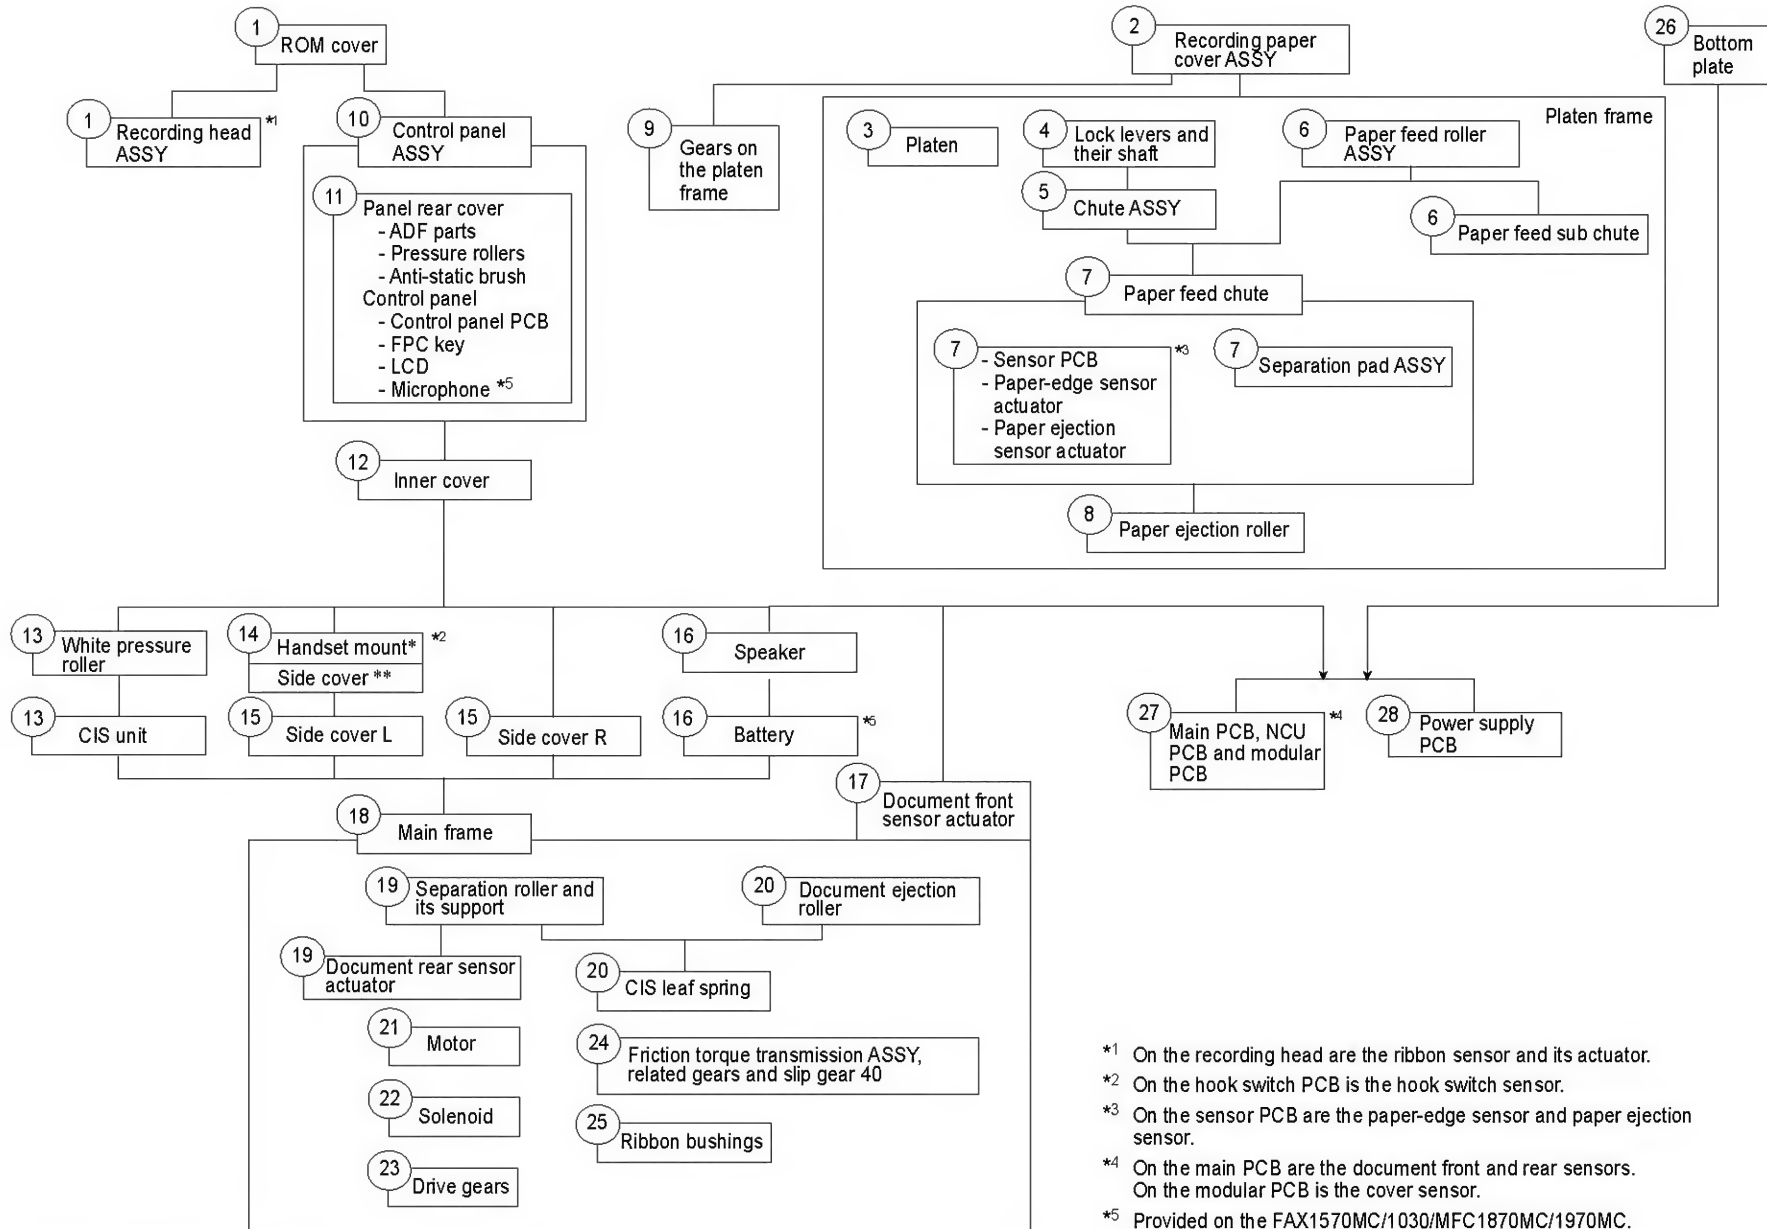 1
ROM cover
1
Recording head
ASSY
*1
10
Control panel
ASSY
11
Panel rear cover
- ADF parts
- Pressure rollers
- Anti-static brush
Control panel
- Control panel PCB
- FPC key
- LCD
- Microphone *5
12
Inner cover
2
Recording paper
cover ASSY
26
Bottom
plate
9
Gears on
the platen
frame
Platen frame
3
Platen
4
Lock levers and
their shaft
6
Paper feed roller
ASSY
5
Chute ASSY
6
Paper feed sub chute
7
Paper feed chute
7
- Sensor PCB
- Paper-edge sensor
actuator
- Paper ejection
sensor actuator
*3
7
Separation pad ASSY
8
Paper ejection roller
13
White pressure
roller
14
Handset mount*
*2
Side cover **
16
Speaker
13
CIS unit
15
Side cover L
15
Side cover R
16
Battery
*5
27
Main PCB, NCU
PCB and modular
PCB
*4
28
Power supply
PCB
17
Document front
sensor actuator
18
Main frame
19
Separation roller and
its support
20
Document ejection
roller
19
Document rear sensor
actuator
20
CIS leaf spring
21
Motor
24
Friction torque transmission ASSY,
related gears and slip gear 40
22
Solenoid
25
Ribbon bushings
23
Drive gears
*1 On the recording head are the ribbon sensor and its actuator.
*2 On the hook switch PCB is the hook switch sensor.
*3 On the sensor PCB are the paper-edge sensor and paper ejection
sensor.
*4 On the main PCB are the document front and rear sensors.
On the modular PCB is the cover sensor.
*5 Provided on the FAX1570MC/1030/MFC1870MC/1970MC.